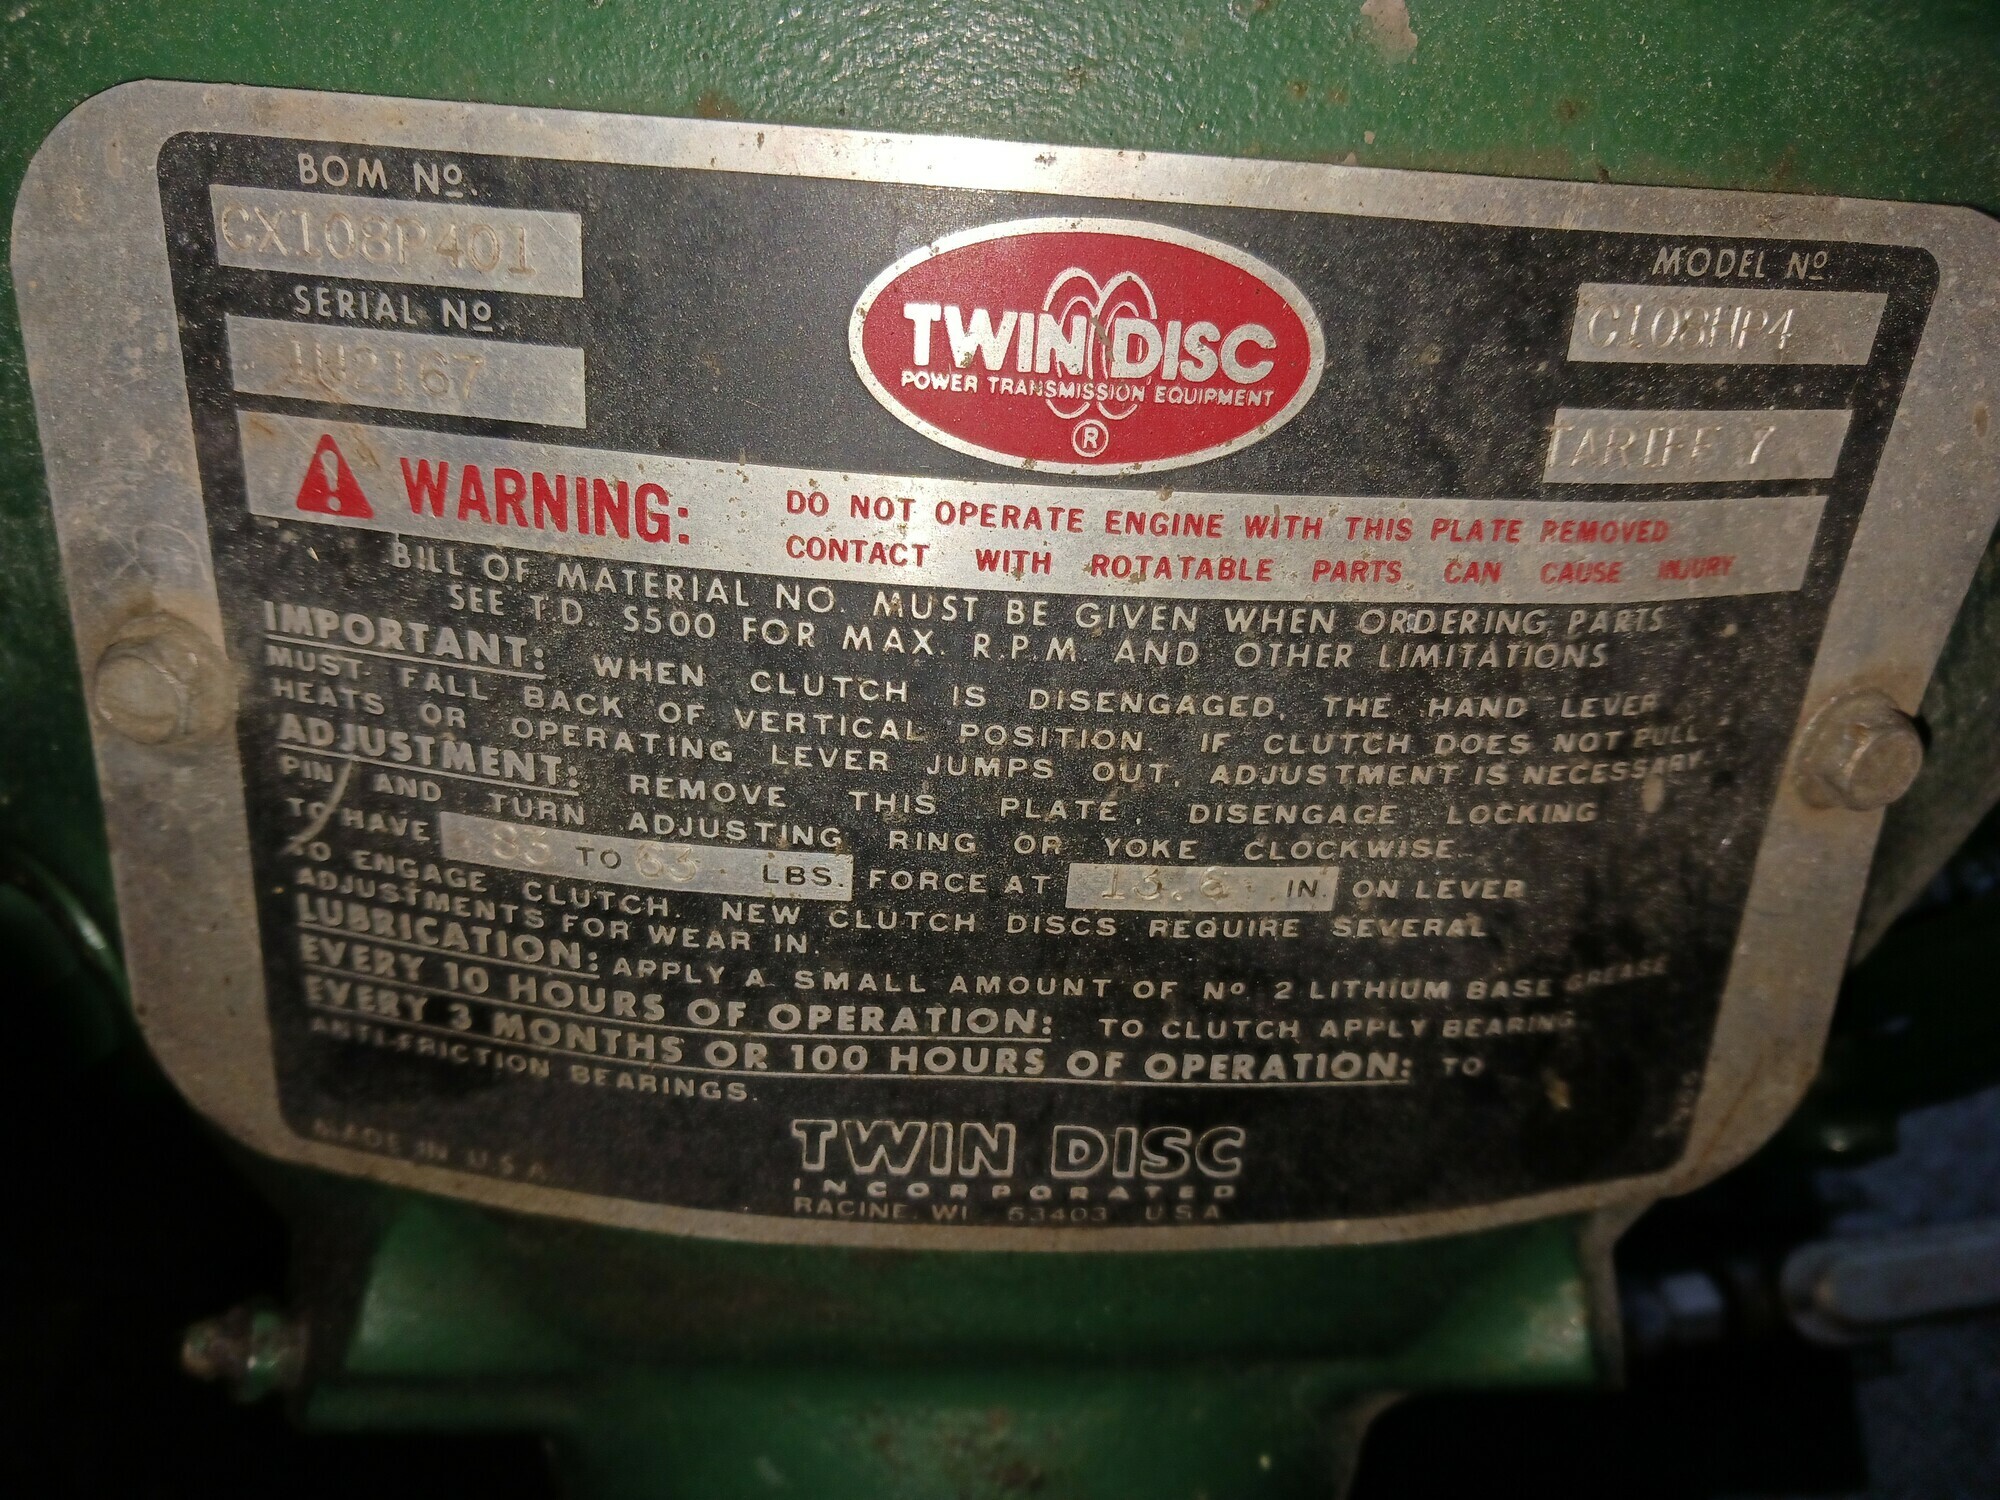 BOM Nº.
CX108P401
SERIAL Nº.
1N2167
TWIN DISC
POWER TRANSMISSION EQUIPMENT
®
MODEL Nº
C108HP4
TARIFF 7
WARNING: DO NOT OPERATE ENGINE WITH THIS PLATE REMOVED
CONTACT WITH ROTATABLE PARTS CAN CAUSE INJURY
BILL OF MATERIAL NO. MUST BE GIVEN WHEN ORDERING PARTS
SEE T.D. S500 FOR MAX. R.P.M. AND OTHER LIMITATIONS
IMPORTANT: WHEN CLUTCH IS DISENGAGED, THE HAND LEVER
MUST FALL BACK OF VERTICAL POSITION. IF CLUTCH DOES NOT PULL,
HEATS OR OPERATING LEVER JUMPS OUT, ADJUSTMENT IS NECESSARY.
ADJUSTMENT: REMOVE THIS PLATE, DISENGAGE LOCKING
PIN AND TURN ADJUSTING RING OR YOKE CLOCKWISE
TO HAVE TO 63 LBS. FORCE AT IN. ON LEVER
TO ENGAGE CLUTCH. NEW CLUTCH DISCS REQUIRE SEVERAL
ADJUSTMENTS FOR WEAR IN.
LUBRICATION: APPLY A SMALL AMOUNT OF Nº. 2 LITHIUM BASE GREASE
EVERY 10 HOURS OF OPERATION: TO CLUTCH APPLY BEARING.
EVERY 3 MONTHS OR 100 HOURS OF OPERATION: TO
ANTI-FRICTION BEARINGS.
MADE IN U.S.A.
TWIN DISC
INCORPORATED
RACINE, WI 53403 USA